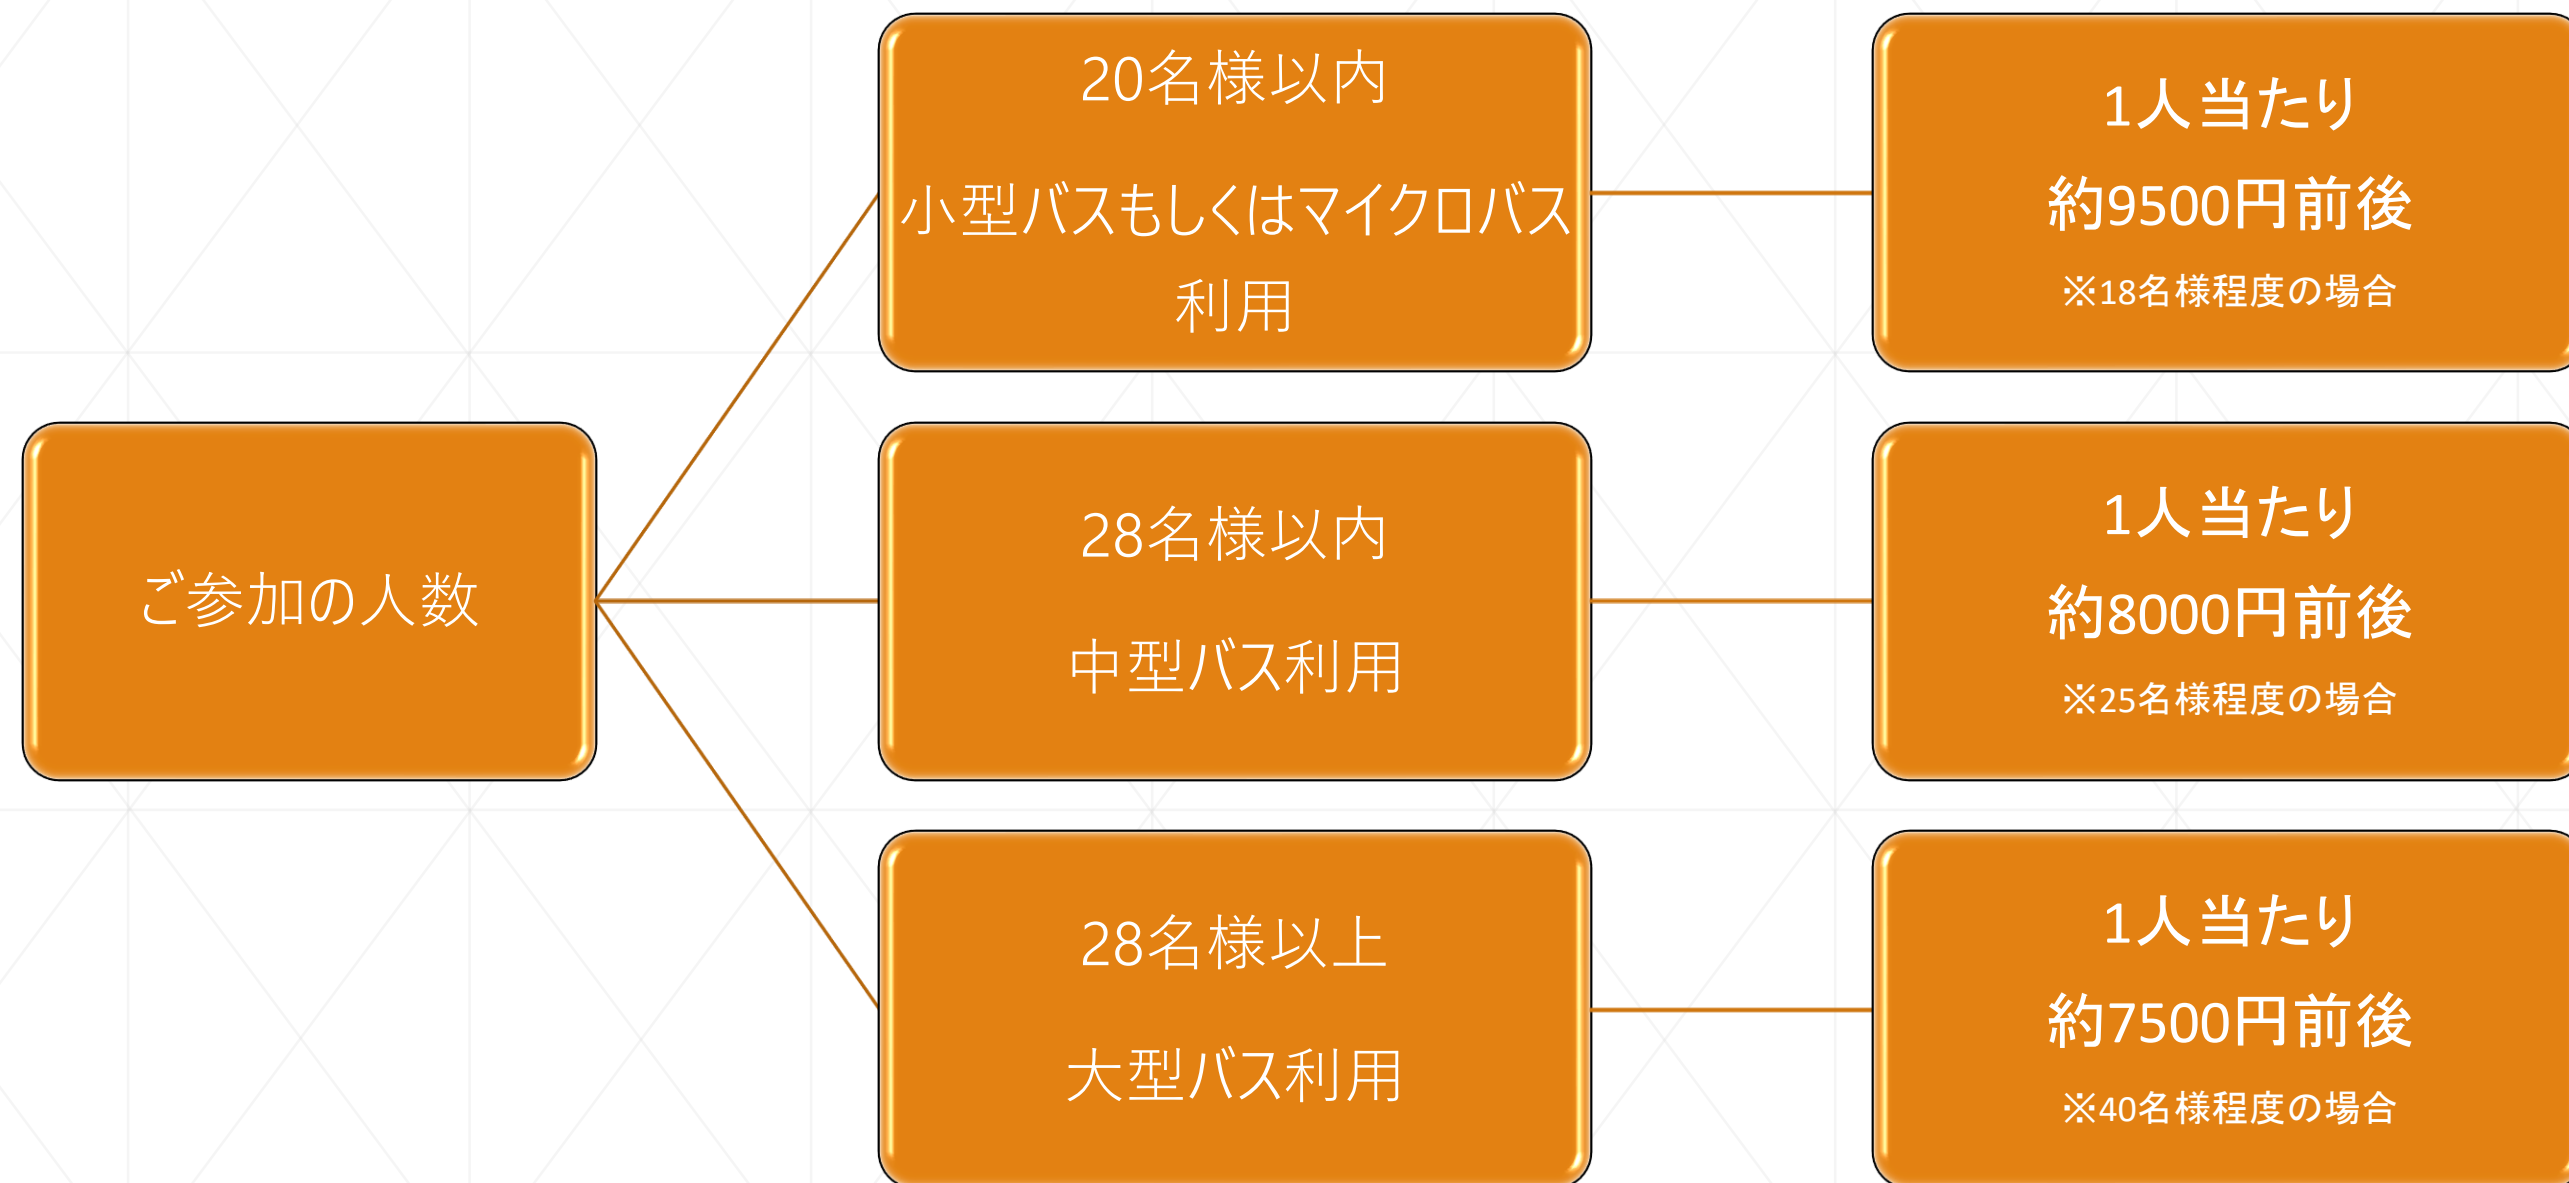 ご参加の人数
20名様以内
小型バスもしくはマイクロバス
利用
1人当たり
約9500円前後
※18名様程度の場合
28名様以内
中型バス利用
1人当たり
約8000円前後
※25名様程度の場合
28名様以上
大型バス利用
1人当たり
約7500円前後
※40名様程度の場合